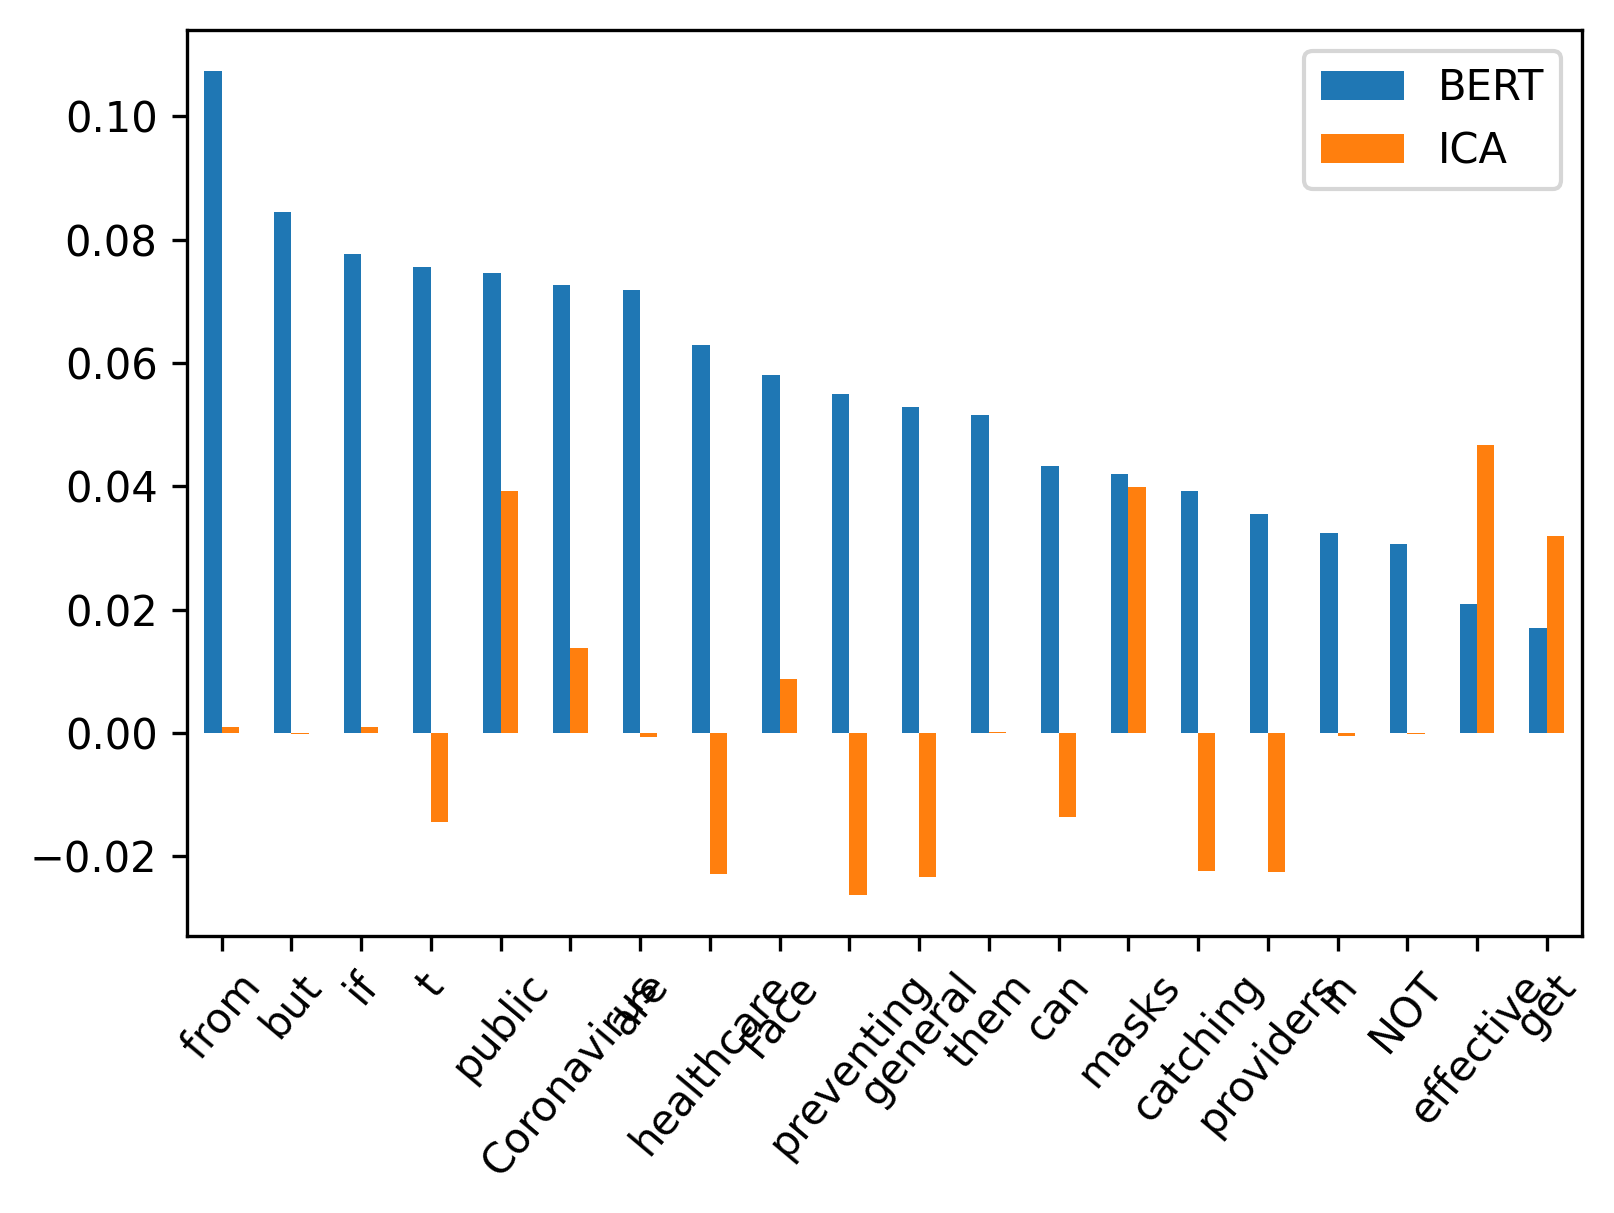 BERT
ICA
0.10
0.08
0.06
0.04
0.02
0.00
−0.02
from
but
if
t
public
Coronavirus
are
healthcare
Face
preventing
general
them
can
masks
catching
providers
in
NOT
effective
get